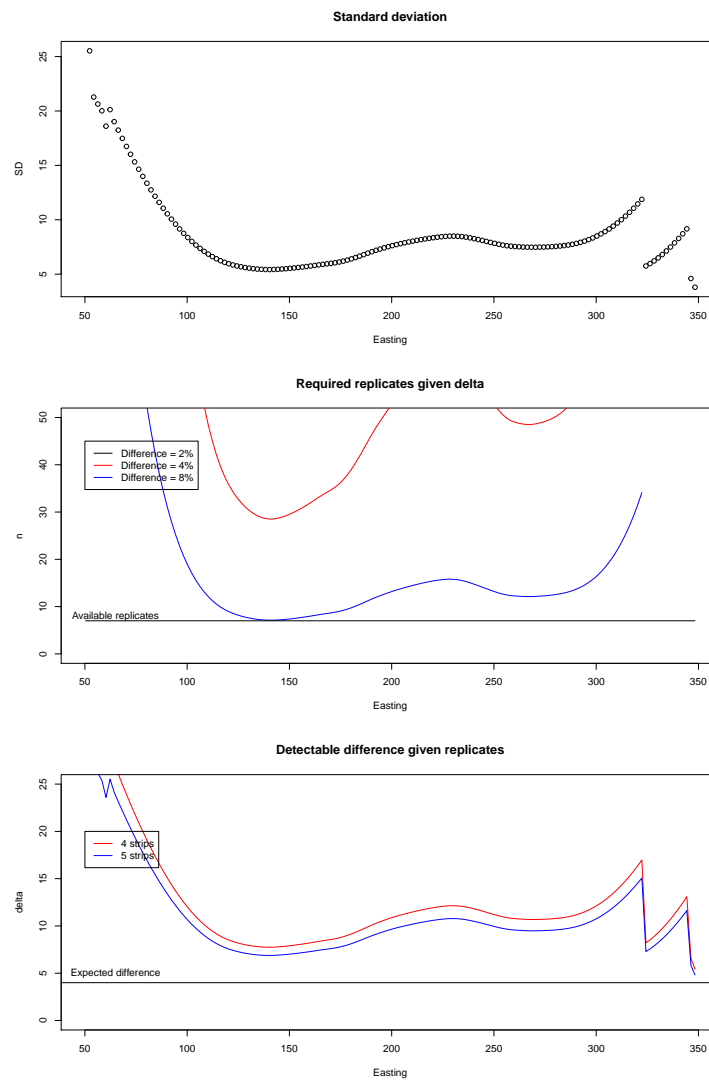 Standard deviation
25
20
15
10
5
SD
50 100 150 200 250 300 350
Easting
Required replicates given delta
50
40
30
20
10
0
n
Difference = 2%
Difference = 4%
Difference = 8%
Available replicates
50 100 150 200 250 300 350
Easting
Detectable difference given replicates
25
20
15
10
5
0
delta
4 strips
5 strips
Expected difference
50 100 150 200 250 300 350
Easting